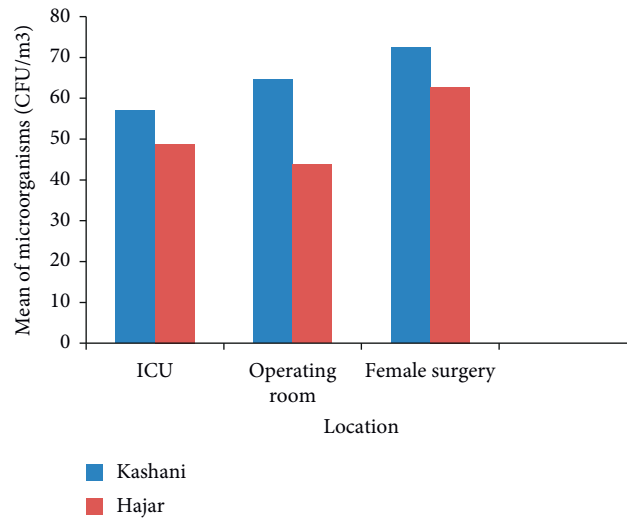 Mean of microorganisms (CFU/m3)
80
70
60
50
40
30
20
10
0
ICU
Operating
room
Female surgery
Location
Kashani
Hajar